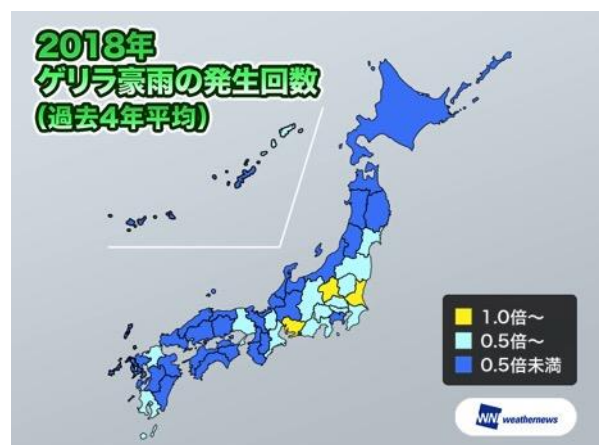 2018年
ゲリラ豪雨の発生回数
(過去4年平均)
1.0倍～
0.5倍～
0.5倍未満
WN weathernews